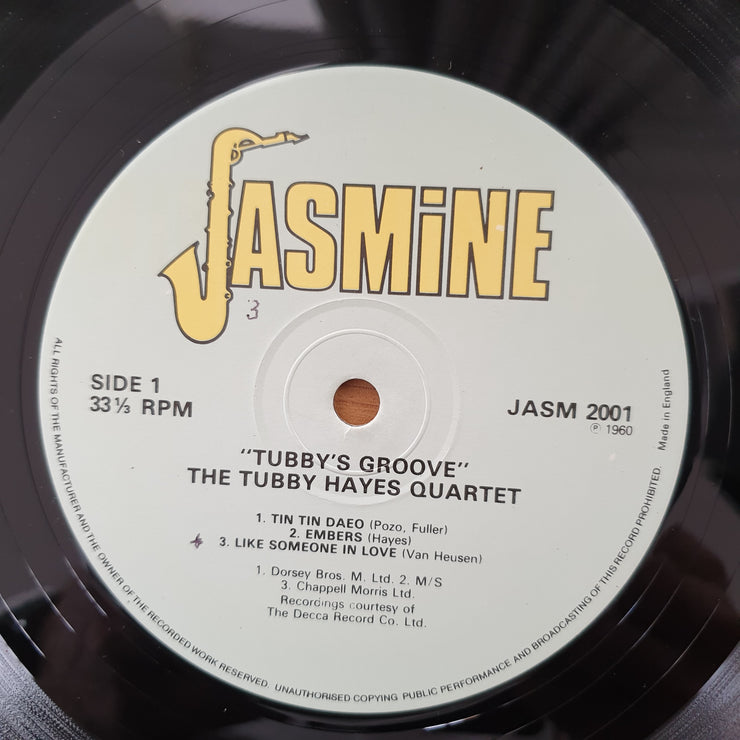 JASMiNE
3
SIDE 1
33⅓ RPM
JASM 2001
℗ 1960
Made in England
"TUBBY'S GROOVE"
THE TUBBY HAYES QUARTET
1. TIN TIN DAEO (Pozo, Fuller)
2. EMBERS (Hayes)
3. LIKE SOMEONE IN LOVE (Van Heusen)
1. Dorsey Bros. M. Ltd. 2. M/S
3. Chappell Morris Ltd.
Recordings courtesy of
The Decca Record Co. Ltd.
ALL RIGHTS OF THE MANUFACTURER AND THE OWNER OF THE RECORDED WORK RESERVED. UNAUTHORISED COPYING PUBLIC PERFORMANCE AND BROADCASTING OF THIS RECORD PROHIBITED.